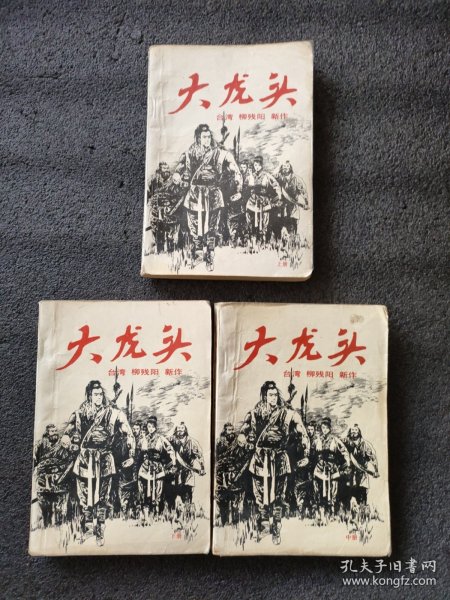 大龙头
台湾 柳残阳 新作
上册
大龙头
台湾 柳残阳 新作
下册
大龙头
台湾 柳残阳 新作
中册
孔夫子旧书网
www.kongfz.com